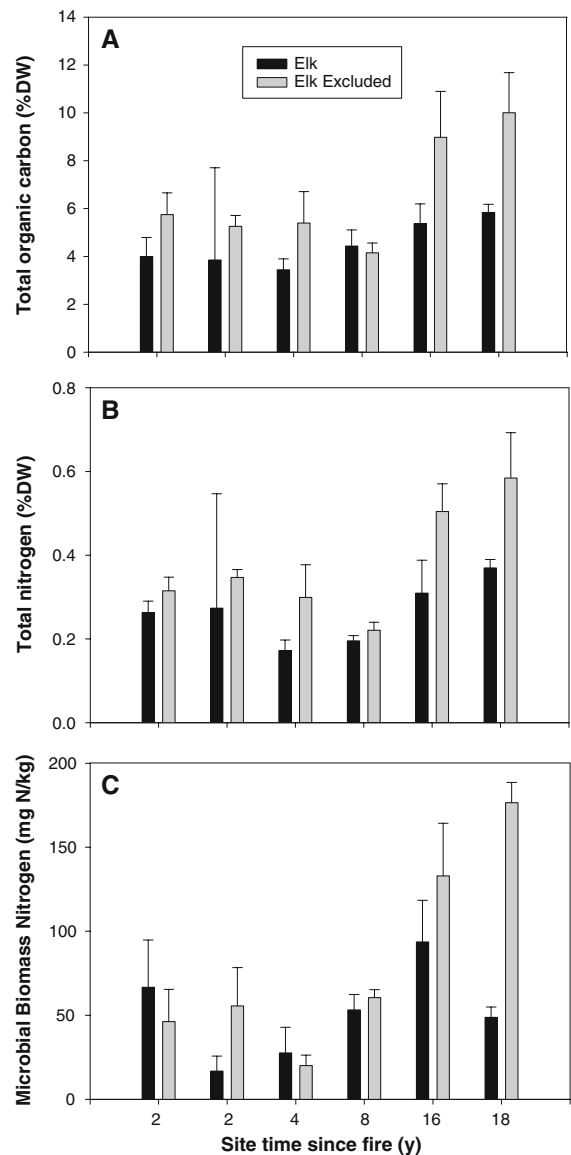 A
Elk
Elk Excluded
Total organic carbon (%DW)
14
12
10
8
6
4
2
0
B
Total nitrogen (%DW)
0.8
0.6
0.4
0.2
0.0
C
Microbial Biomass Nitrogen (mg N/kg)
200
150
100
50
0
2 2 4 8 16 18
Site time since fire (y)